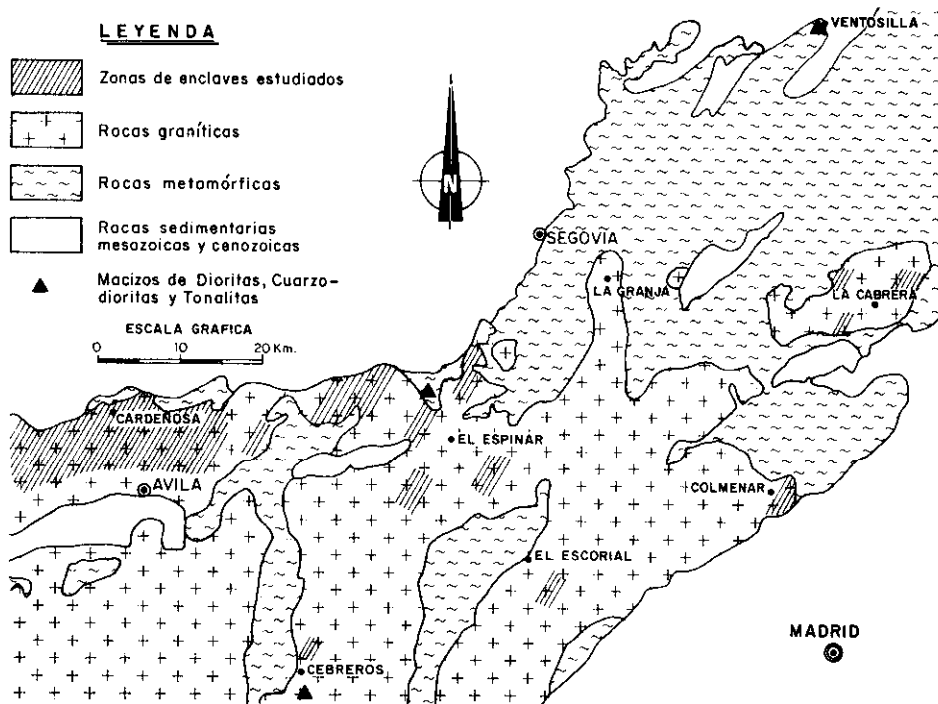 LEYENDA
Zonas de enclaves estudiados
Rocas graníticas
Rocas metamórficas
Rocas sedimentarias
mesozoicas y cenozoicas
Macizos de Dioritas, Cuarzo-
dioritas y Tonalitas
ESCALA GRAFICA
0 10 20 Km.
N
VENTOSILLA
SEGOVIA
LA GRANJA
LA CABRERA
CARDEÑOSA
EL ESPINAR
AVILA
COLMENAR
EL ESCORIAL
MADRID
CEBREROS